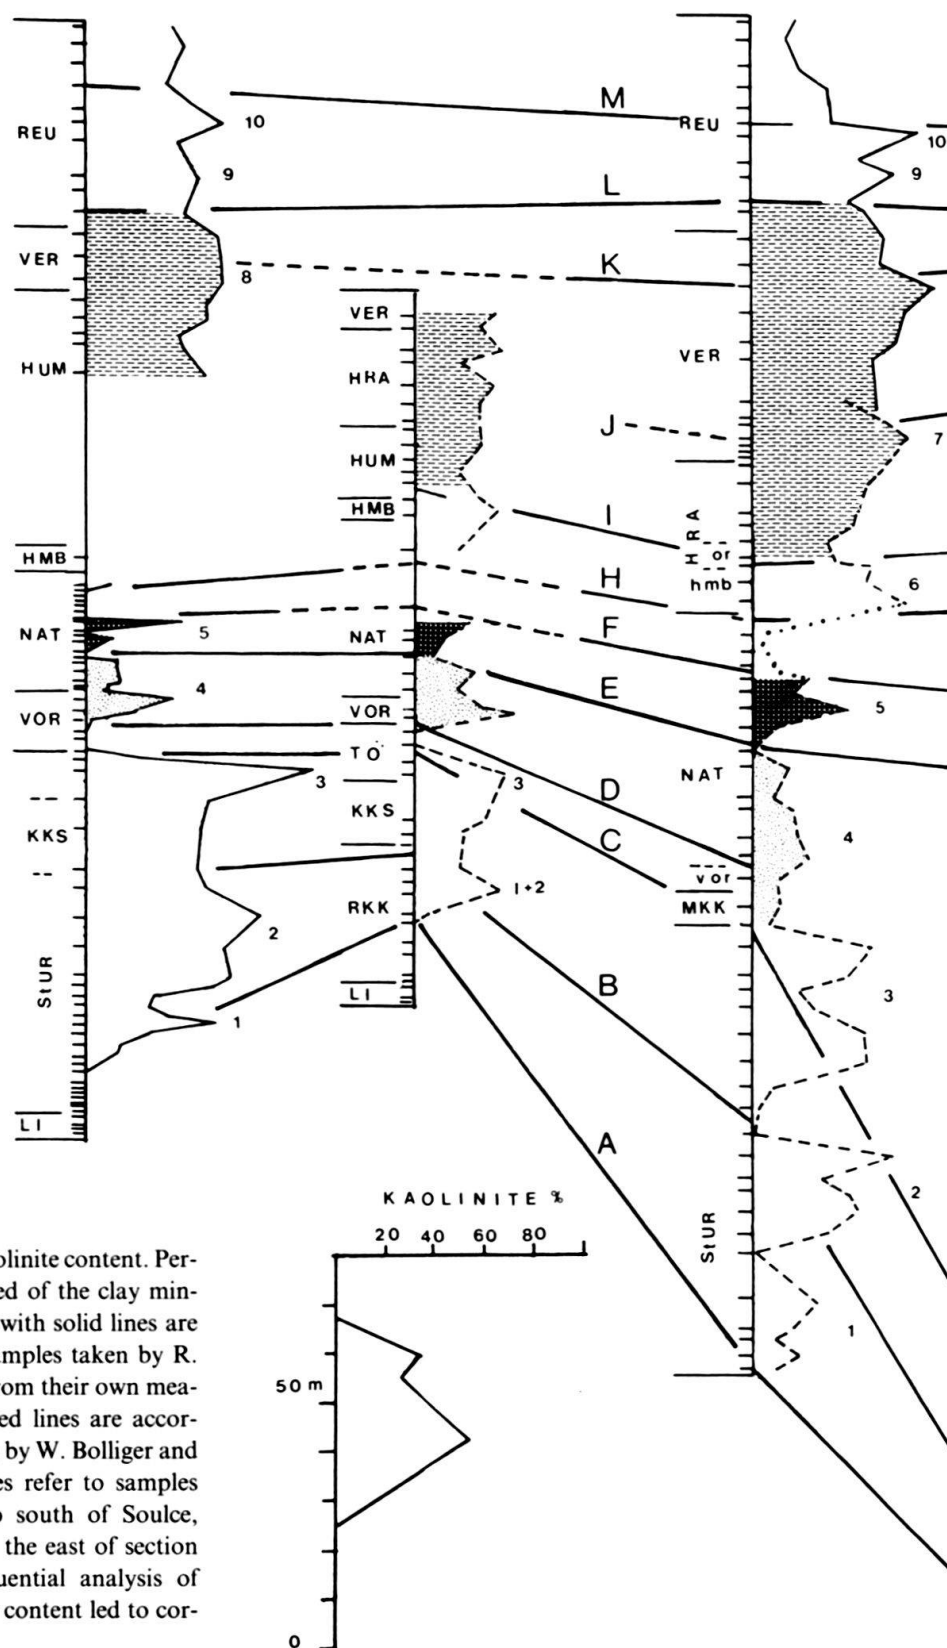 M
REU
REU
10
10
9
9
L
VER
K
8
VER
VER
HUM
HRA
J
7
HUM
I
HMB
HRA
or
HMB
H
hmb
6
F
NAT
5
NAT
E
5
4
VOR
VOR
TO
NAT
3
3
D
KKS
KKS
C
4
vor
1+2
RKK
MKK
2
StUR
B
3
LI
1
A
LI
2
KAOLINITE %
20 40 60 80
StUR
1
olinite content. Per-
ed of the clay min-
with solid lines are
amples taken by R.
rom their own mea-
ed lines are accor-
by W. Bolliger and
es refer to samples
o south of Soulce,
the east of section
uential analysis of
content led to cor-
50 m
0